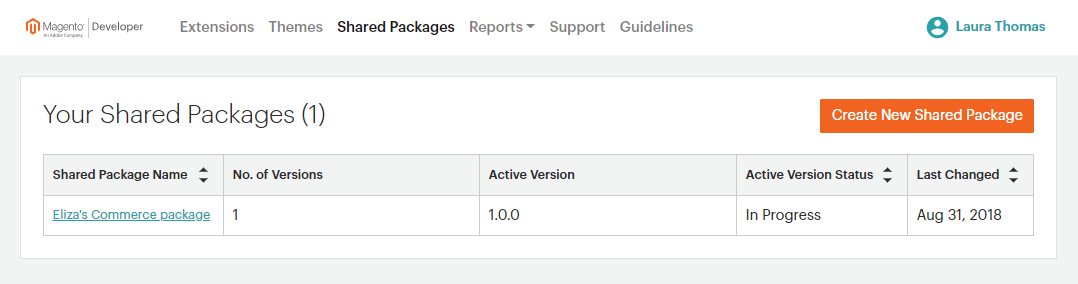 Magento Developer Extensions Themes Shared Packages Reports Support Guidelines Laura Thomas
An Adobe Company
Your Shared Packages (1) Create New Shared Package
Shared Package Name No. of Versions Active Version Active Version Status Last Changed
Eliza's Commerce package 1 1.0.0 In Progress Aug 31, 2018